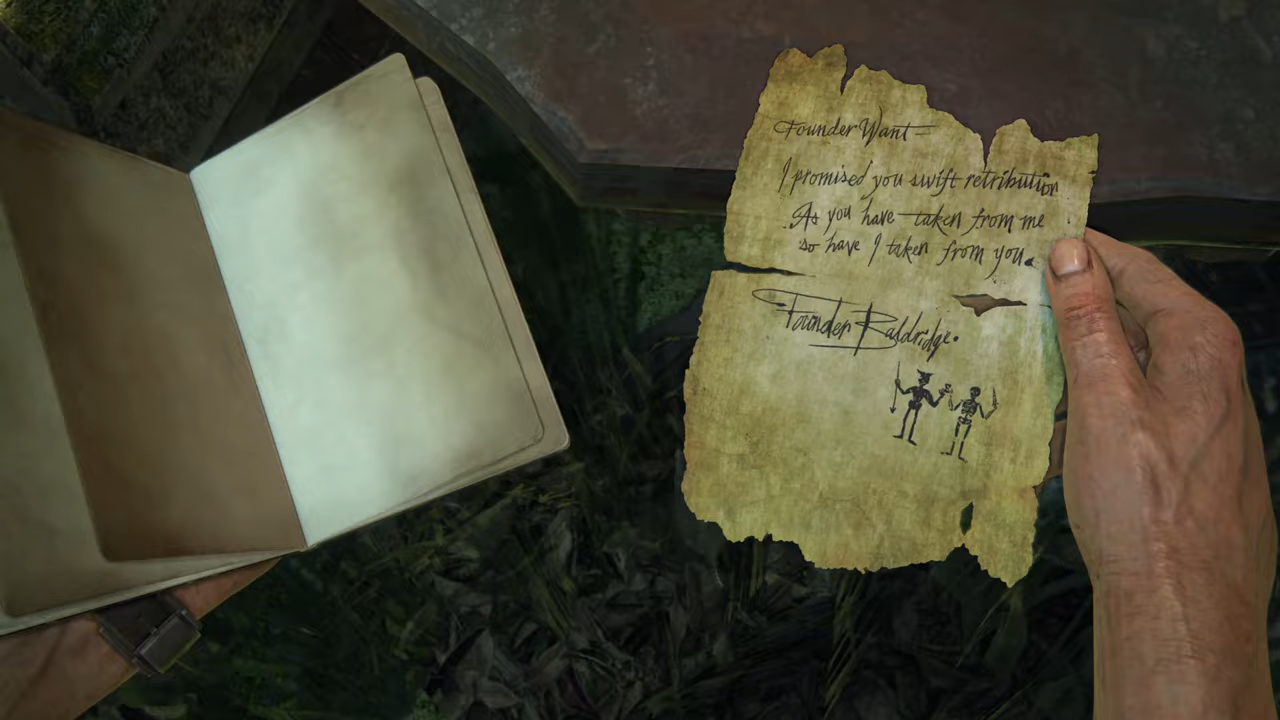 Founder Want
I promised you swift retribution
As you have taken from me
so have I taken from you.
Founder Baldridge.